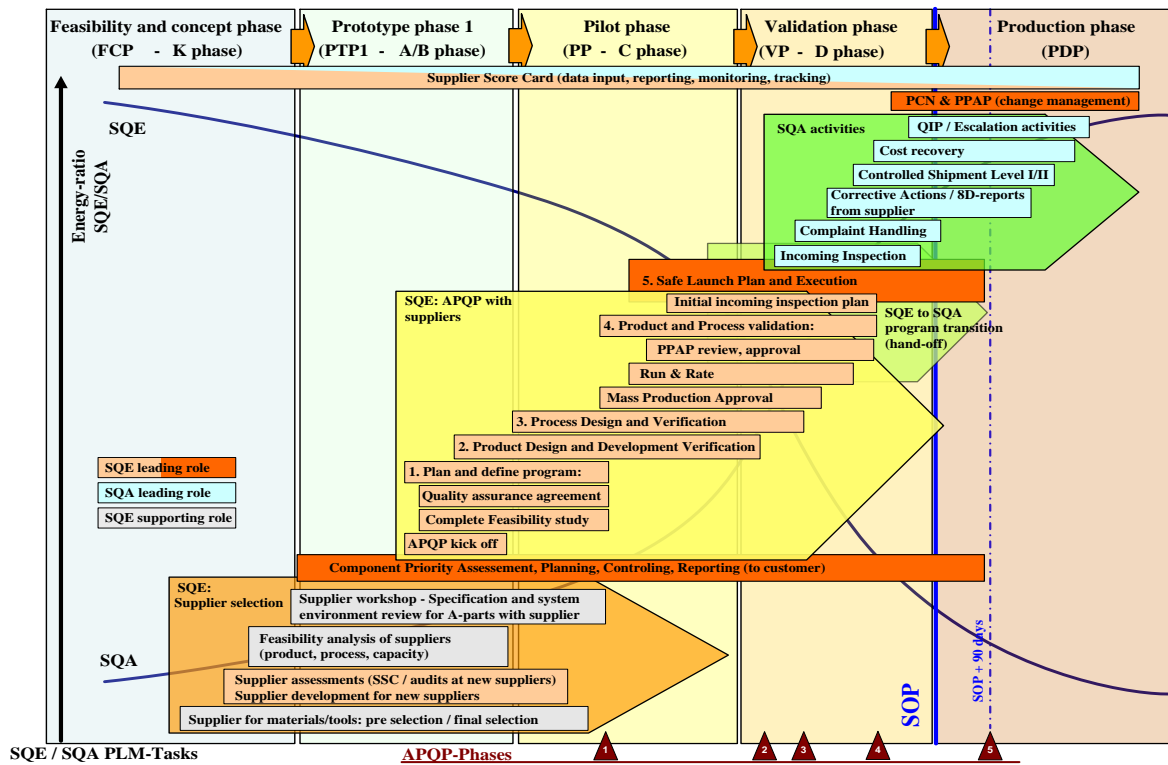 Feasibility and concept phase
(FCP - K phase)
Prototype phase 1
(PTP1 - A/B phase)
Pilot phase
(PP - C phase)
Validation phase
(VP - D phase)
Production phase
(PDP)
Supplier Score Card (data input, reporting, monitoring, tracking)
PCN & PPAP (change management)
SQE
Energy-ratio
SQE/SQA
SQA activities
QIP / Escalation activities
Cost recovery
Controlled Shipment Level I/II
Corrective Actions / 8D-reports
from supplier
Complaint Handling
Incoming Inspection
5. Safe Launch Plan and Execution
SQE: APQP with
suppliers
Initial incoming inspection plan
SQE to SQA
program transition
(hand-off)
4. Product and Process validation:
PPAP review, approval
Run & Rate
Mass Production Approval
3. Process Design and Verification
2. Product Design and Development Verification
1. Plan and define program:
Quality assurance agreement
Complete Feasibility study
APQP kick off
SQE leading role
SQA leading role
SQE supporting role
Component Priority Assessement, Planning, Controling, Reporting (to customer)
SQE:
Supplier selection
Supplier workshop - Specification and system
environment review for A-parts with supplier
Feasibility analysis of suppliers
(product, process, capacity)
SQA
Supplier assessments (SSC / audits at new suppliers)
Supplier development for new suppliers
Supplier for materials/tools: pre selection / final selection
SOP
SOP + 90 days
SQE / SQA PLM-Tasks
APQP-Phases
1
2
3
4
5